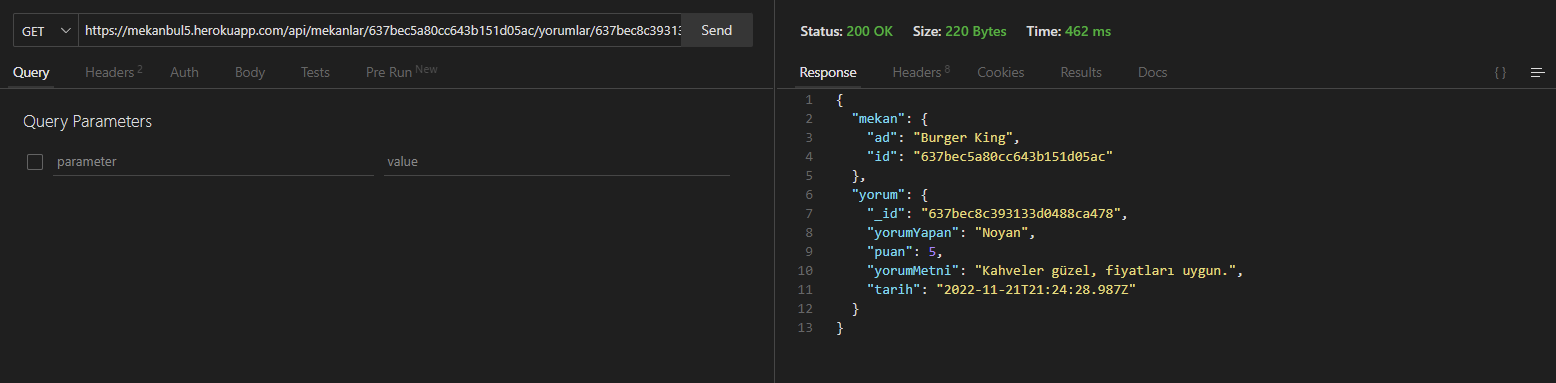 GET https://mekanbul5.herokuapp.com/api/mekanlar/637bec5a80cc643b151d05ac/yorumlar/637bec8c39313 Send
Query Headers 2 Auth Body Tests Pre Run New
Query Parameters
parameter value
Status: 200 OK Size: 220 Bytes Time: 462 ms
Response Headers 8 Cookies Results Docs { }
1 {
2 "mekan": {
3 "ad": "Burger King",
4 "id": "637bec5a80cc643b151d05ac"
5 },
6 "yorum": {
7 "_id": "637bec8c393133d0488ca478",
8 "yorumYapan": "Noyan",
9 "puan": 5,
10 "yorumMetni": "Kahveler güzel, fiyatları uygun.",
11 "tarih": "2022-11-21T21:24:28.987Z"
12 }
13 }